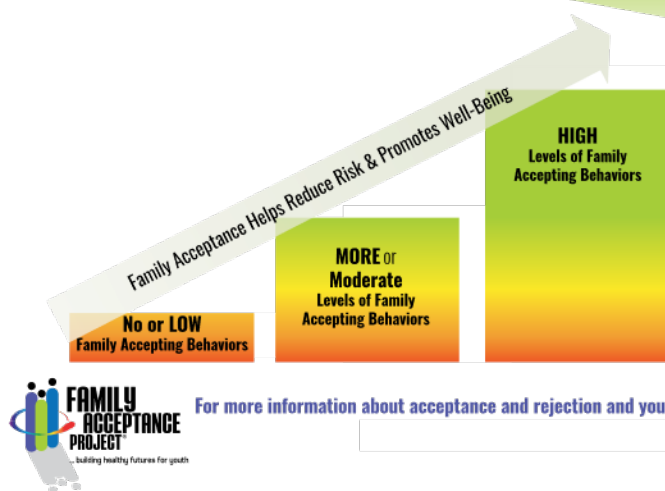 Family Acceptance Helps Reduce Risk & Promotes Well-Being
HIGH
Levels of Family
Accepting Behaviors
MORE or
Moderate
Levels of Family
Accepting Behaviors
No or LOW
Family Accepting Behaviors
FAMILY
ACCEPTANCE
PROJECT®
... building healthy futures for youth
For more information about acceptance and rejection and you